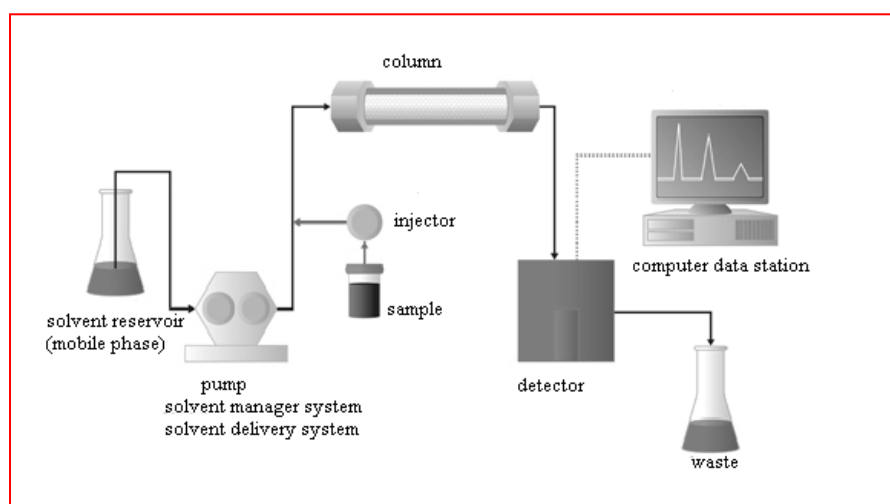 column
injector
sample
solvent reservoir
(mobile phase)
pump
solvent manager system
solvent delivery system
computer data station
detector
waste